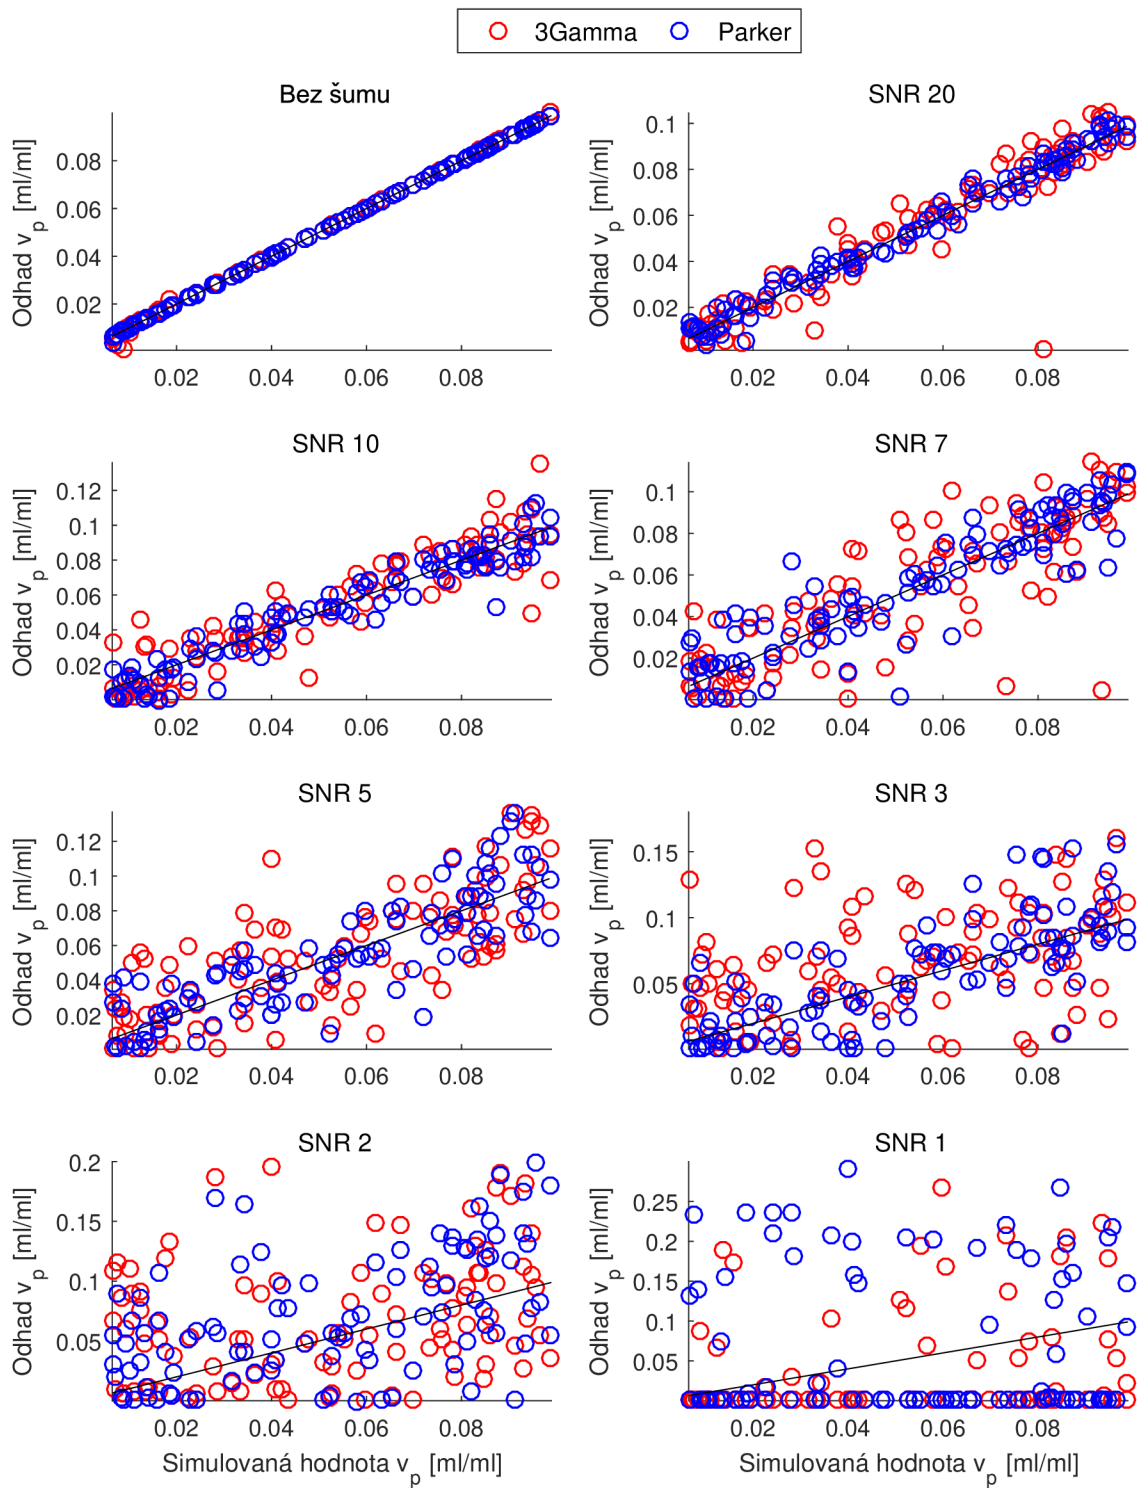 3Gamma Parker
Bez šumu
SNR 20
Odhad v_p [ml/ml]
0.08
0.06
0.04
0.02
0.02 0.04 0.06 0.08
Odhad v_p [ml/ml]
0.1
0.08
0.06
0.04
0.02
0.02 0.04 0.06 0.08
SNR 10
SNR 7
Odhad v_p [ml/ml]
0.12
0.1
0.08
0.06
0.04
0.02
0.02 0.04 0.06 0.08
Odhad v_p [ml/ml]
0.1
0.08
0.06
0.04
0.02
0.02 0.04 0.06 0.08
SNR 5
SNR 3
Odhad v_p [ml/ml]
0.12
0.1
0.08
0.06
0.04
0.02
0.02 0.04 0.06 0.08
Odhad v_p [ml/ml]
0.15
0.1
0.05
0.02 0.04 0.06 0.08
SNR 2
SNR 1
Odhad v_p [ml/ml]
0.2
0.15
0.1
0.05
0.02 0.04 0.06 0.08
Simulovaná hodnota v_p [ml/ml]
Odhad v_p [ml/ml]
0.25
0.2
0.15
0.1
0.05
0.02 0.04 0.06 0.08
Simulovaná hodnota v_p [ml/ml]